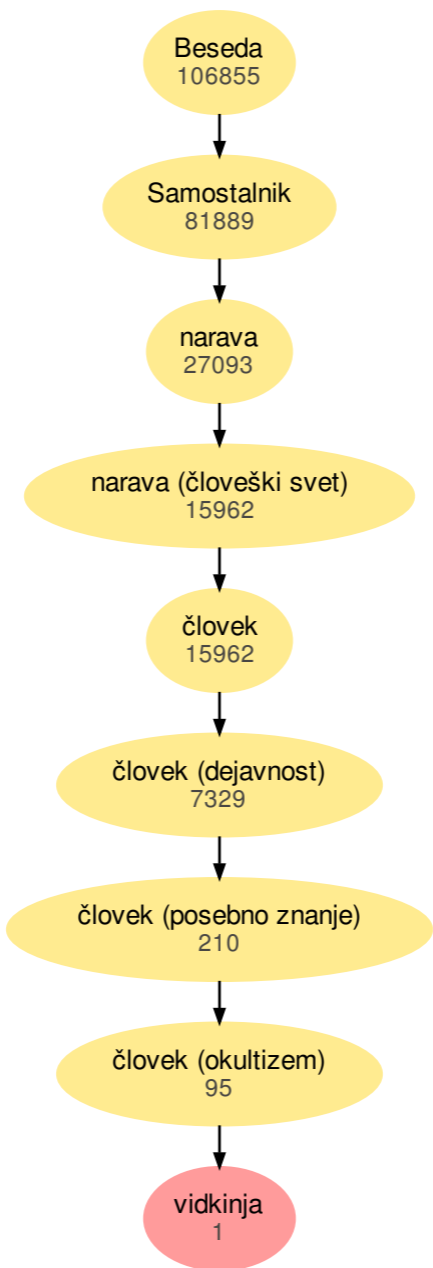 Beseda
106855
Samostalnik
81889
narava
27093
narava (človeški svet)
15962
človek
15962
človek (dejavnost)
7329
človek (posebno znanje)
210
človek (okultizem)
95
vidkinja
1